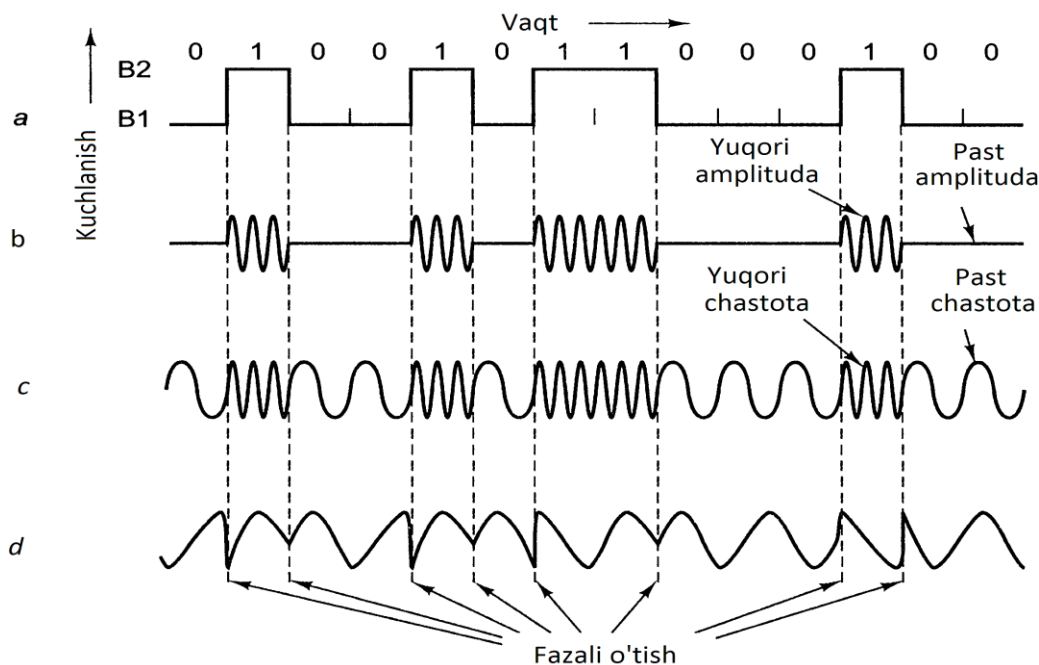 Vaqt
0 1 0 0 1 0 1 1 0 0 0 1 0 0
Kuchlanish
B2
a B1
Yuqori
amplituda
Past
amplituda
b
Yuqori
chastota
Past
chastota
c
d
Fazali o'tish